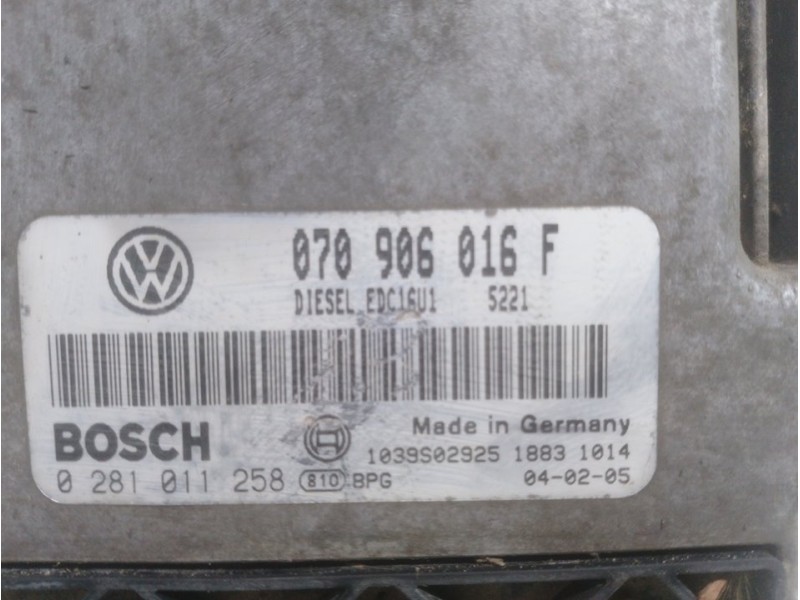 070 906 016 F
DIESEL EDC16U1 5221
BOSCH
Made in Germany
1039S02925 1883 1014
0 281 011 258 810 BPG
04-02-05